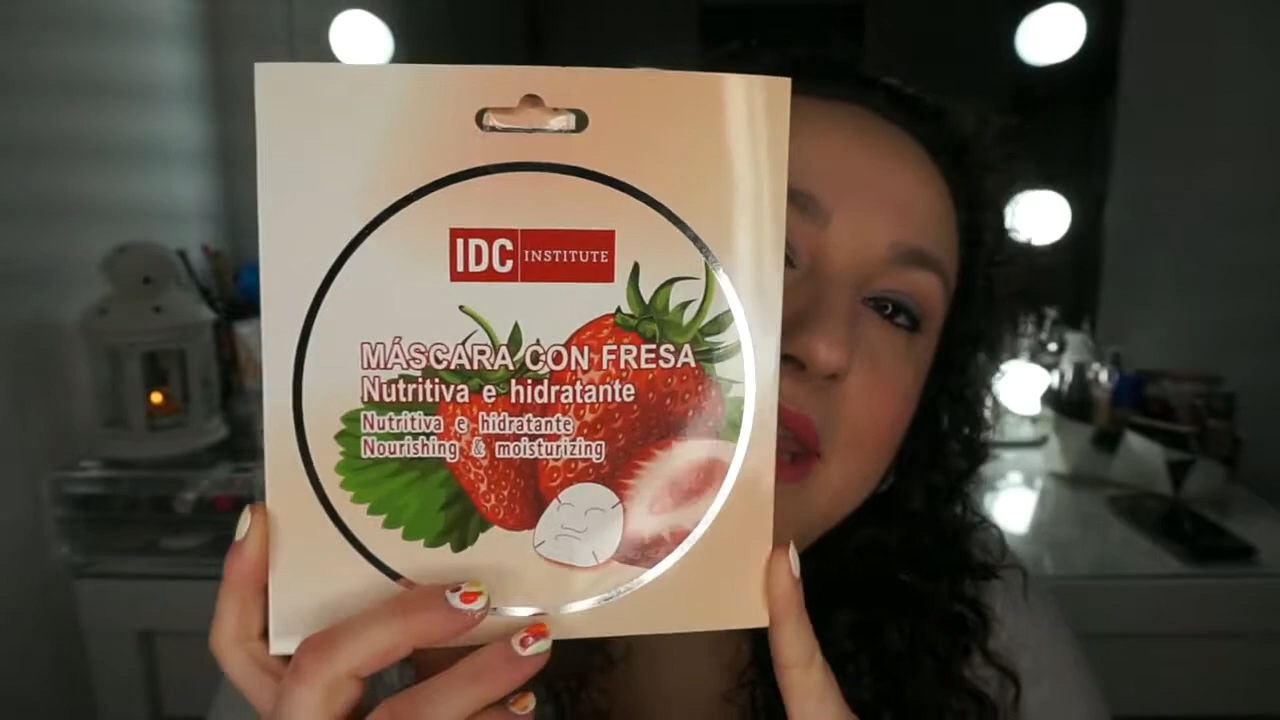 IDC INSTITUTE
MÁSCARA CON FRESA
Nutritiva e hidratante
Nutritiva e hidratante
Nourishing & moisturizing